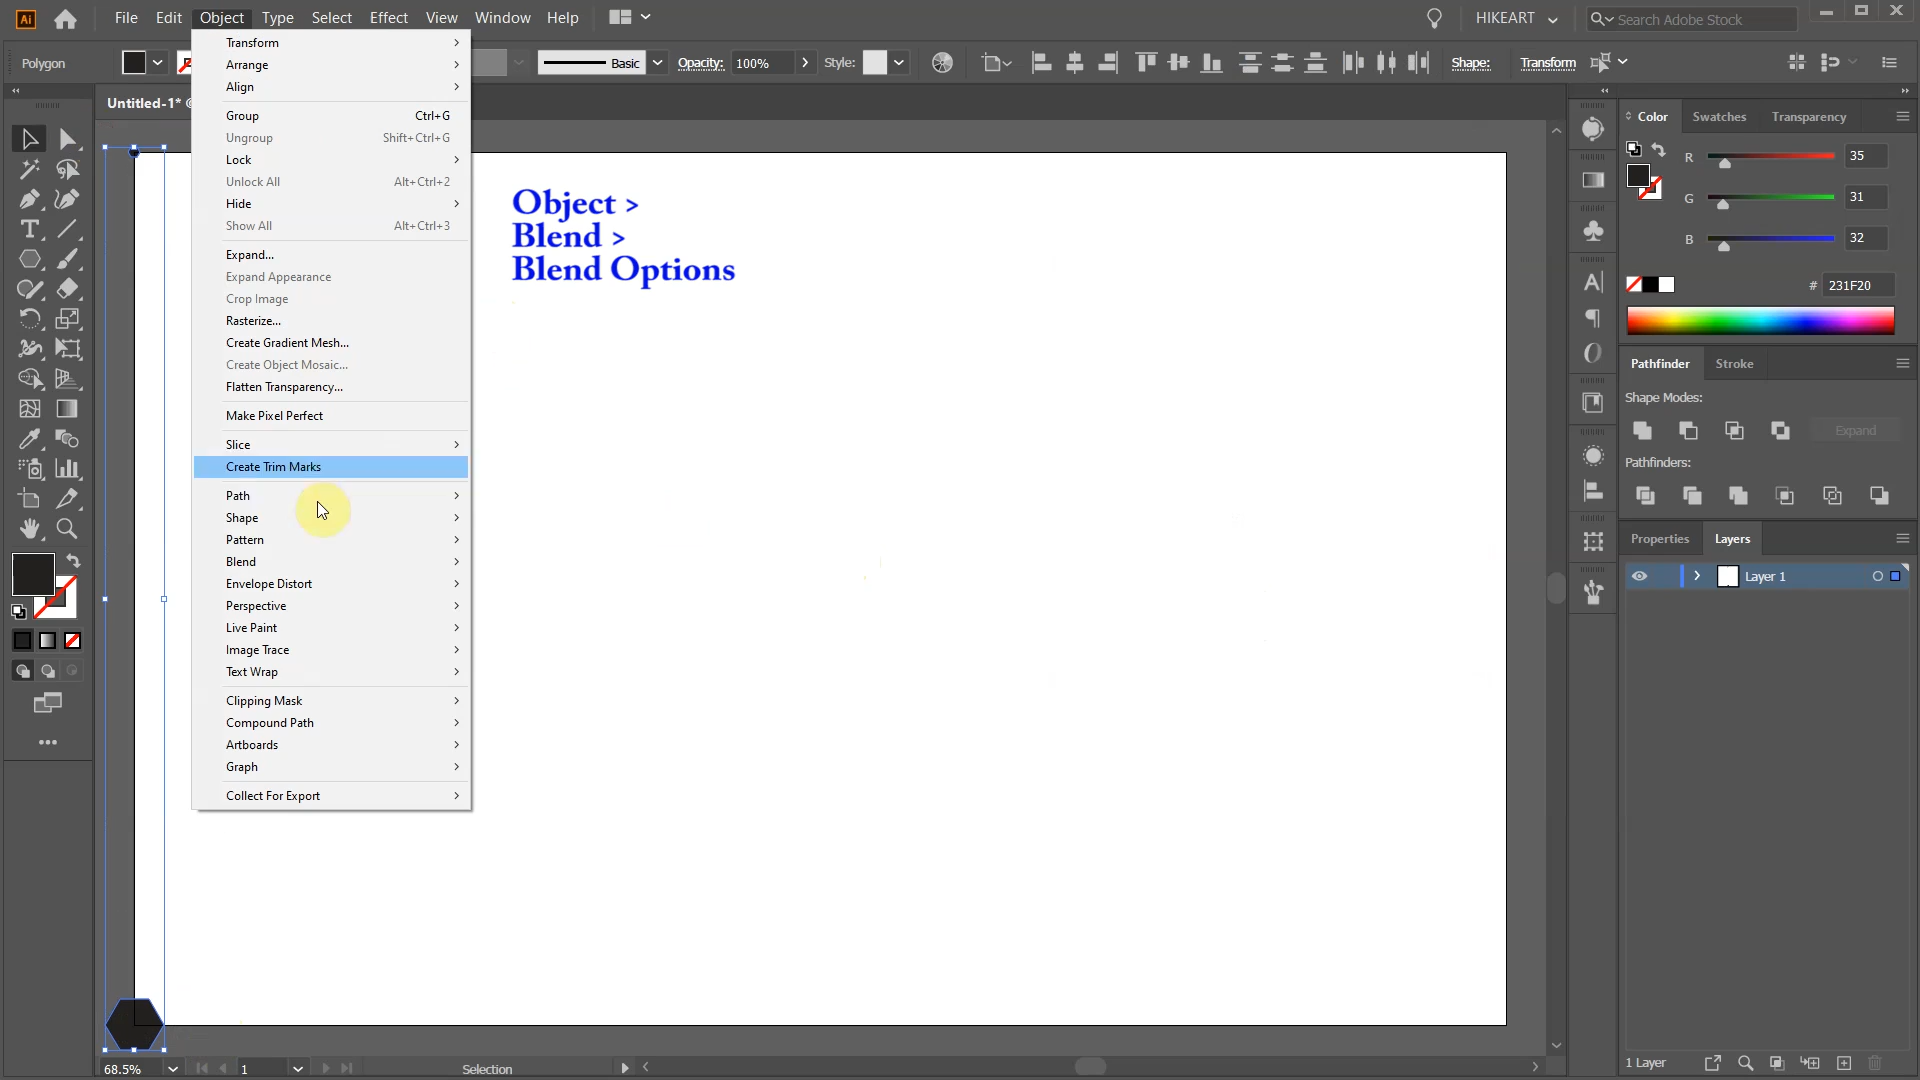 Ai File Edit Object Type Select Effect View Window Help HIKEART Search Adobe Stock
Polygon Basic Opacity: 100% Style: Shape: Transform
Untitled-1*
Transform
Arrange
Align
Group Ctrl+G
Ungroup Shift+Ctrl+G
Lock
Unlock All Alt+Ctrl+2
Hide
Show All Alt+Ctrl+3
Expand...
Expand Appearance
Crop Image
Rasterize...
Create Gradient Mesh...
Create Object Mosaic...
Flatten Transparency...
Make Pixel Perfect
Slice
Create Trim Marks
Path
Shape
Pattern
Blend
Envelope Distort
Perspective
Live Paint
Image Trace
Text Wrap
Clipping Mask
Compound Path
Artboards
Graph
Collect For Export
Object >
Blend >
Blend Options
Color Swatches Transparency
R 35
G 31
B 32
# 231F20
Pathfinder Stroke
Shape Modes:
Expand
Pathfinders:
Properties Layers
Layer 1
1 Layer
68.5% 1 Selection